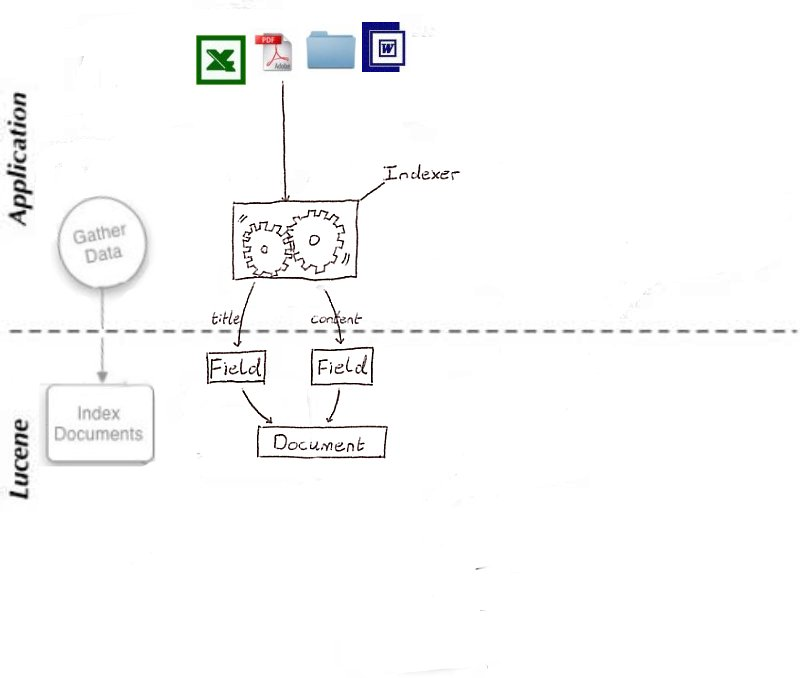 PDF
Adobe
W
Application
Indexer
Gather
Data
title
content
Field
Field
Index
Documents
Document
Lucene